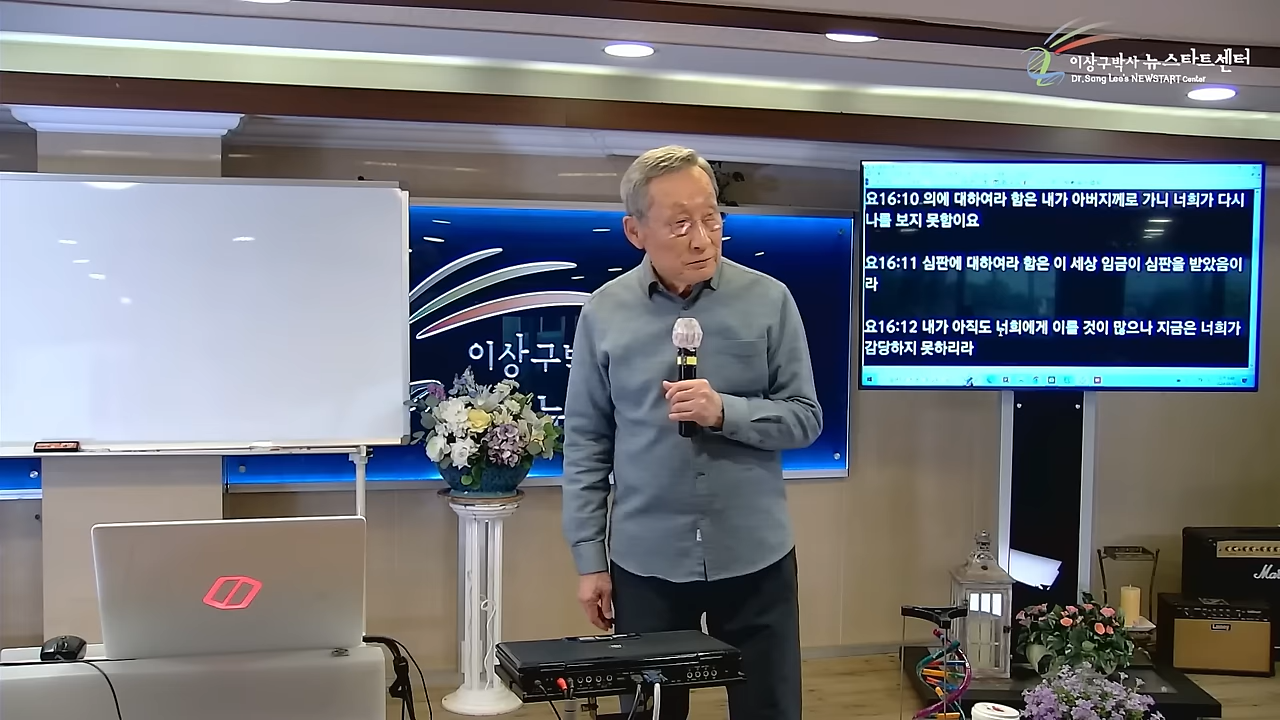 이상구박사 뉴스타트센터
Dr.Sang Lee's NEWSTART Center
요16:10 의에 대하여라 함은 내가 아버지께로 가니 너희가 다시
나를 보지 못함이요
요16:11 심판에 대하여라 함은 이 세상 임금이 심판을 받았음이
라
요16:12 내가 아직도 너희에게 이를 것이 많으나 지금은 너희가
감당하지 못하리라
이상구
Laney